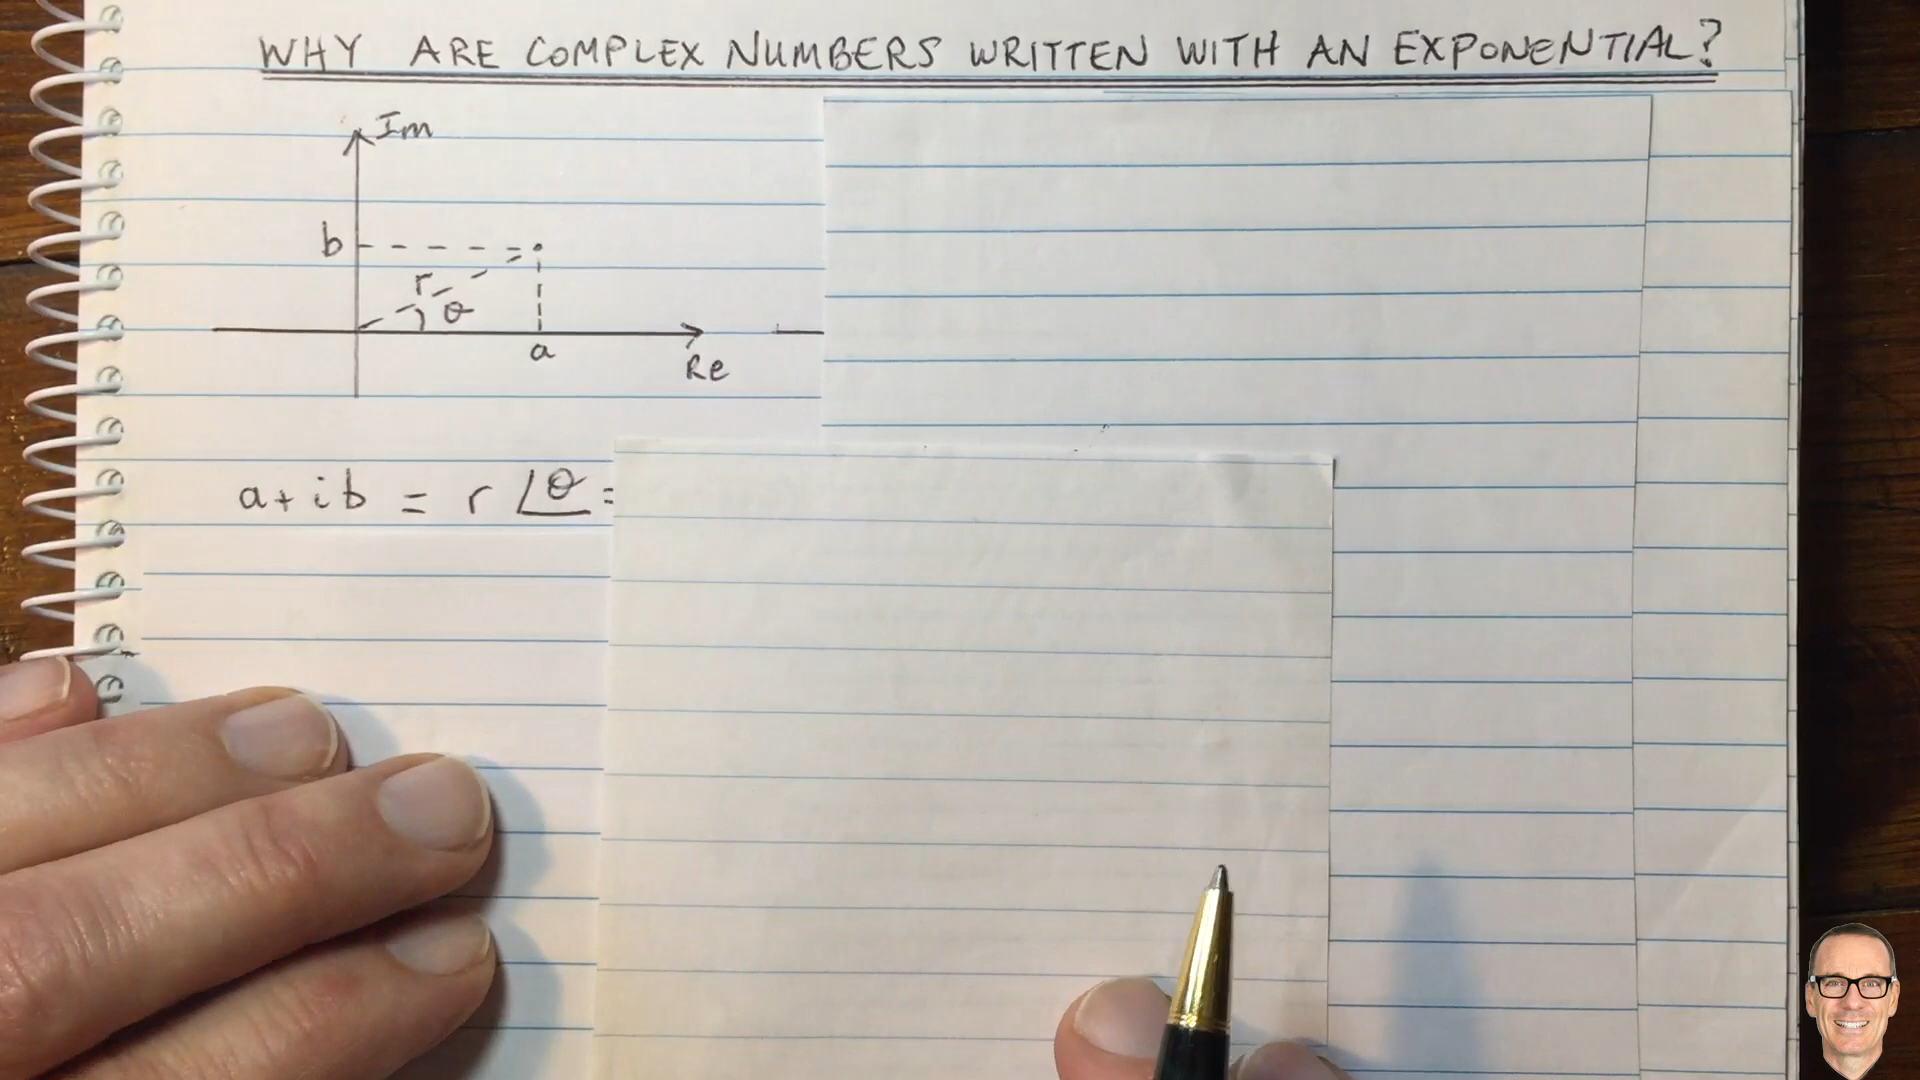 WHY ARE COMPLEX NUMBERS WRITTEN WITH AN EXPONENTIAL?
Im
b
r
θ
a
Re
a+ib = r ∠θ =